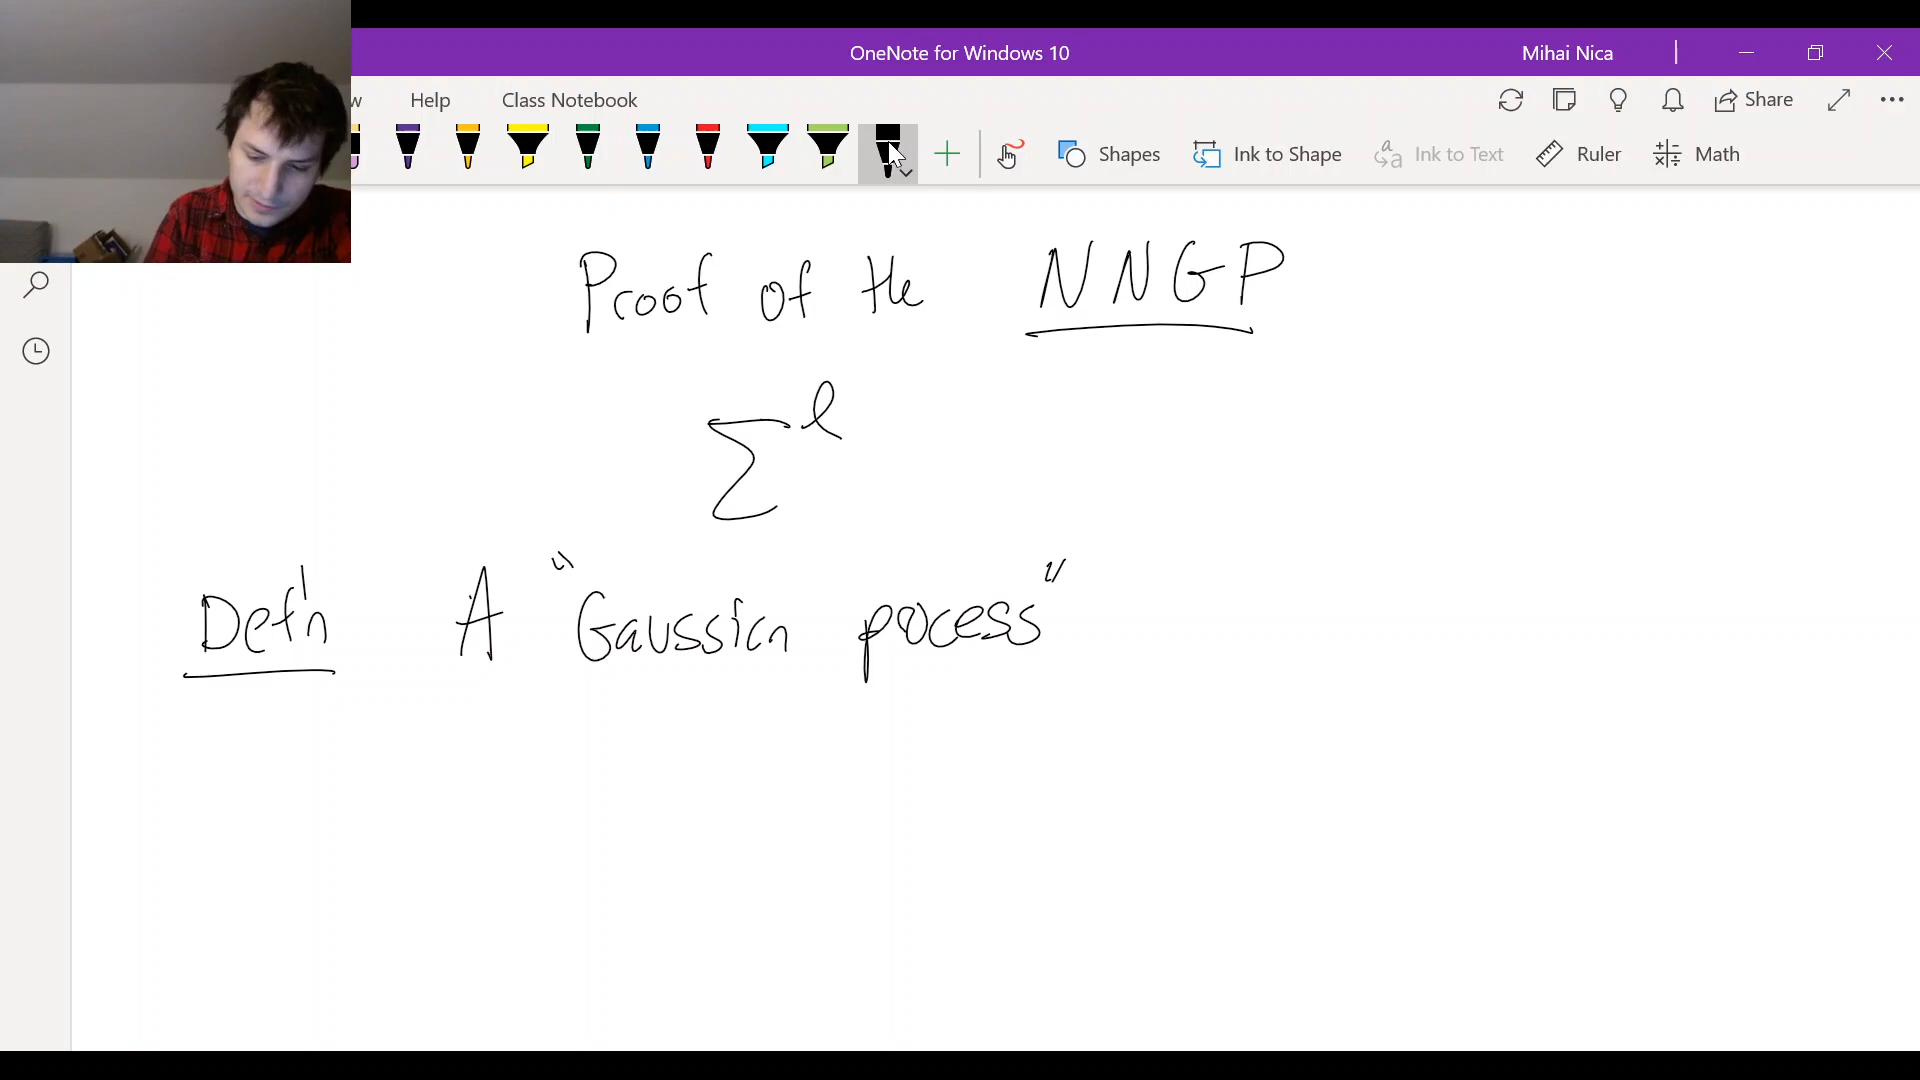 OneNote for Windows 10
Mihai Nica
w Help Class Notebook
Share
Shapes Ink to Shape Ink to Text Ruler Math
Proof of the NNGP
Σ^l
Def'n A "Gaussian process"